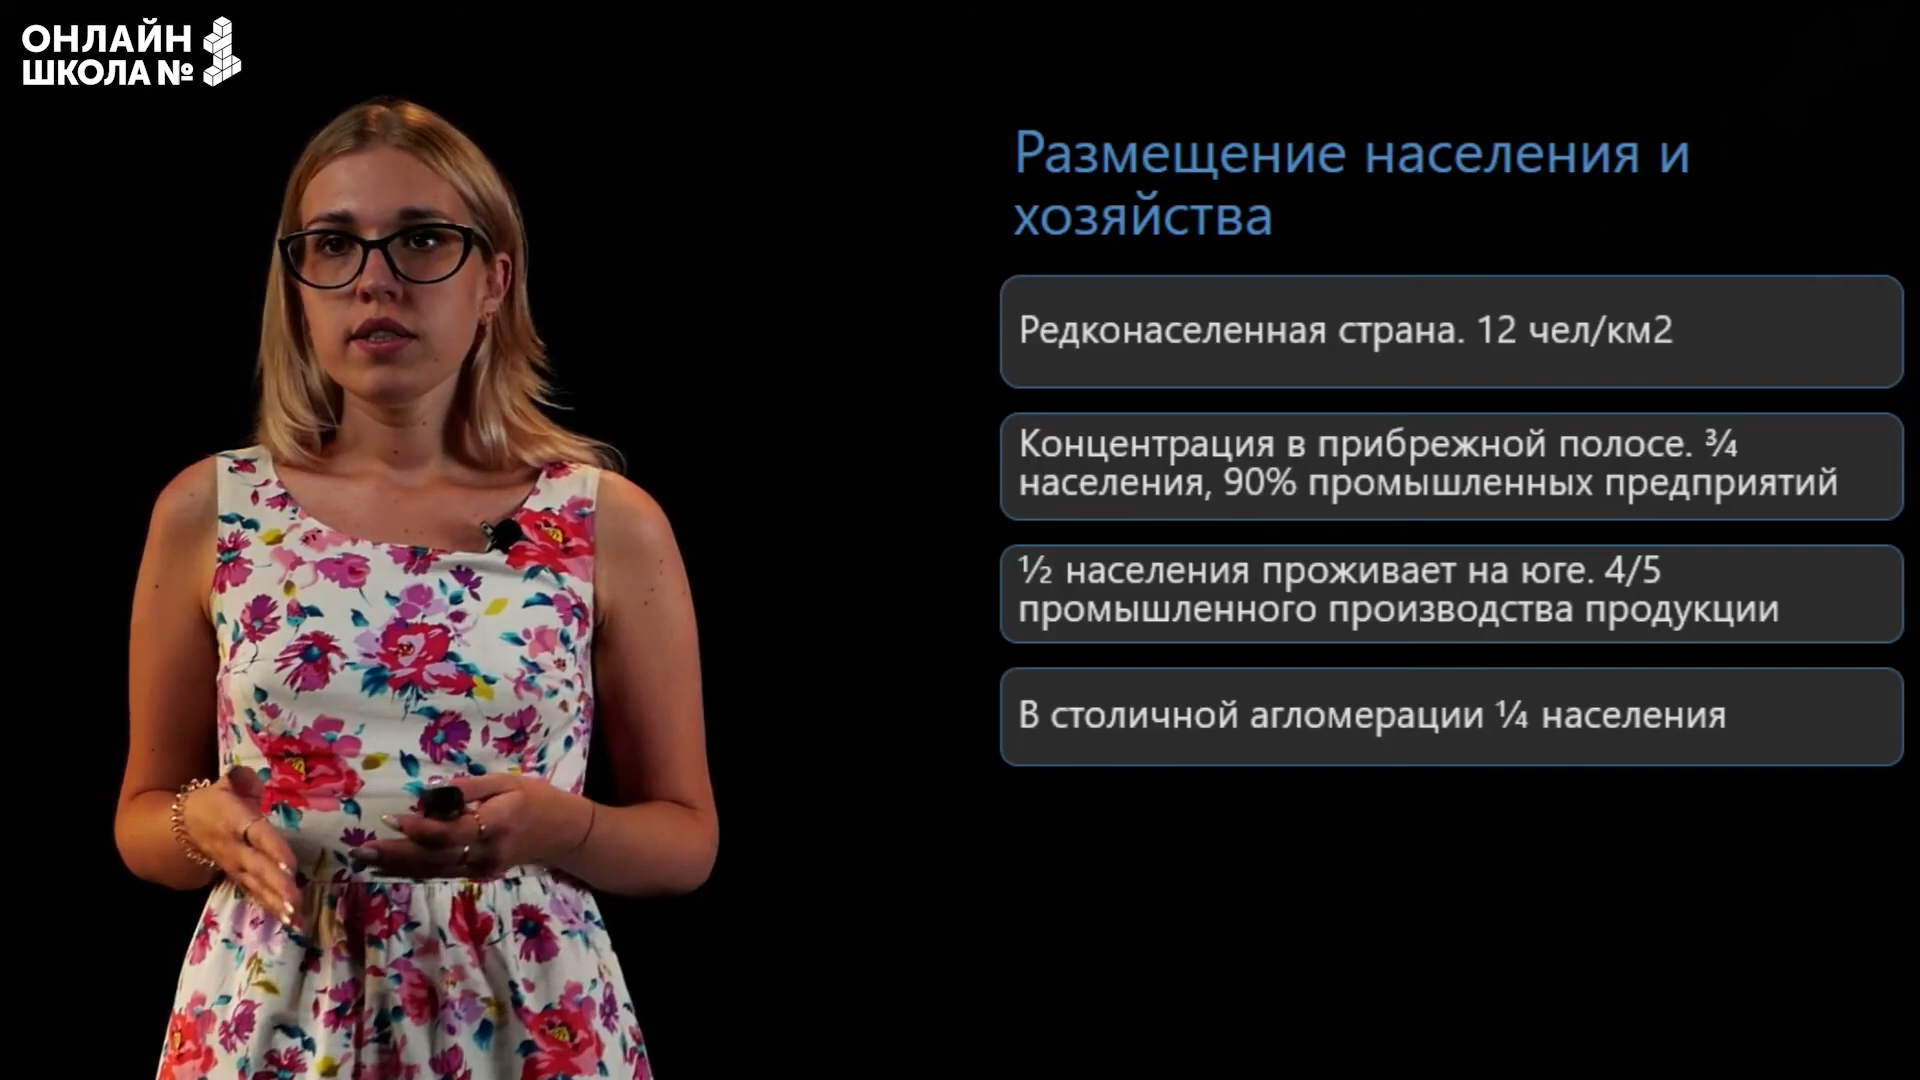 ОНЛАЙН
ШКОЛА №
Размещение населения и
хозяйства
Редконаселенная страна. 12 чел/км2
Концентрация в прибрежной полосе. ¾
населения, 90% промышленных предприятий
½ населения проживает на юге. 4/5
промышленного производства продукции
В столичной агломерации ¼ населения